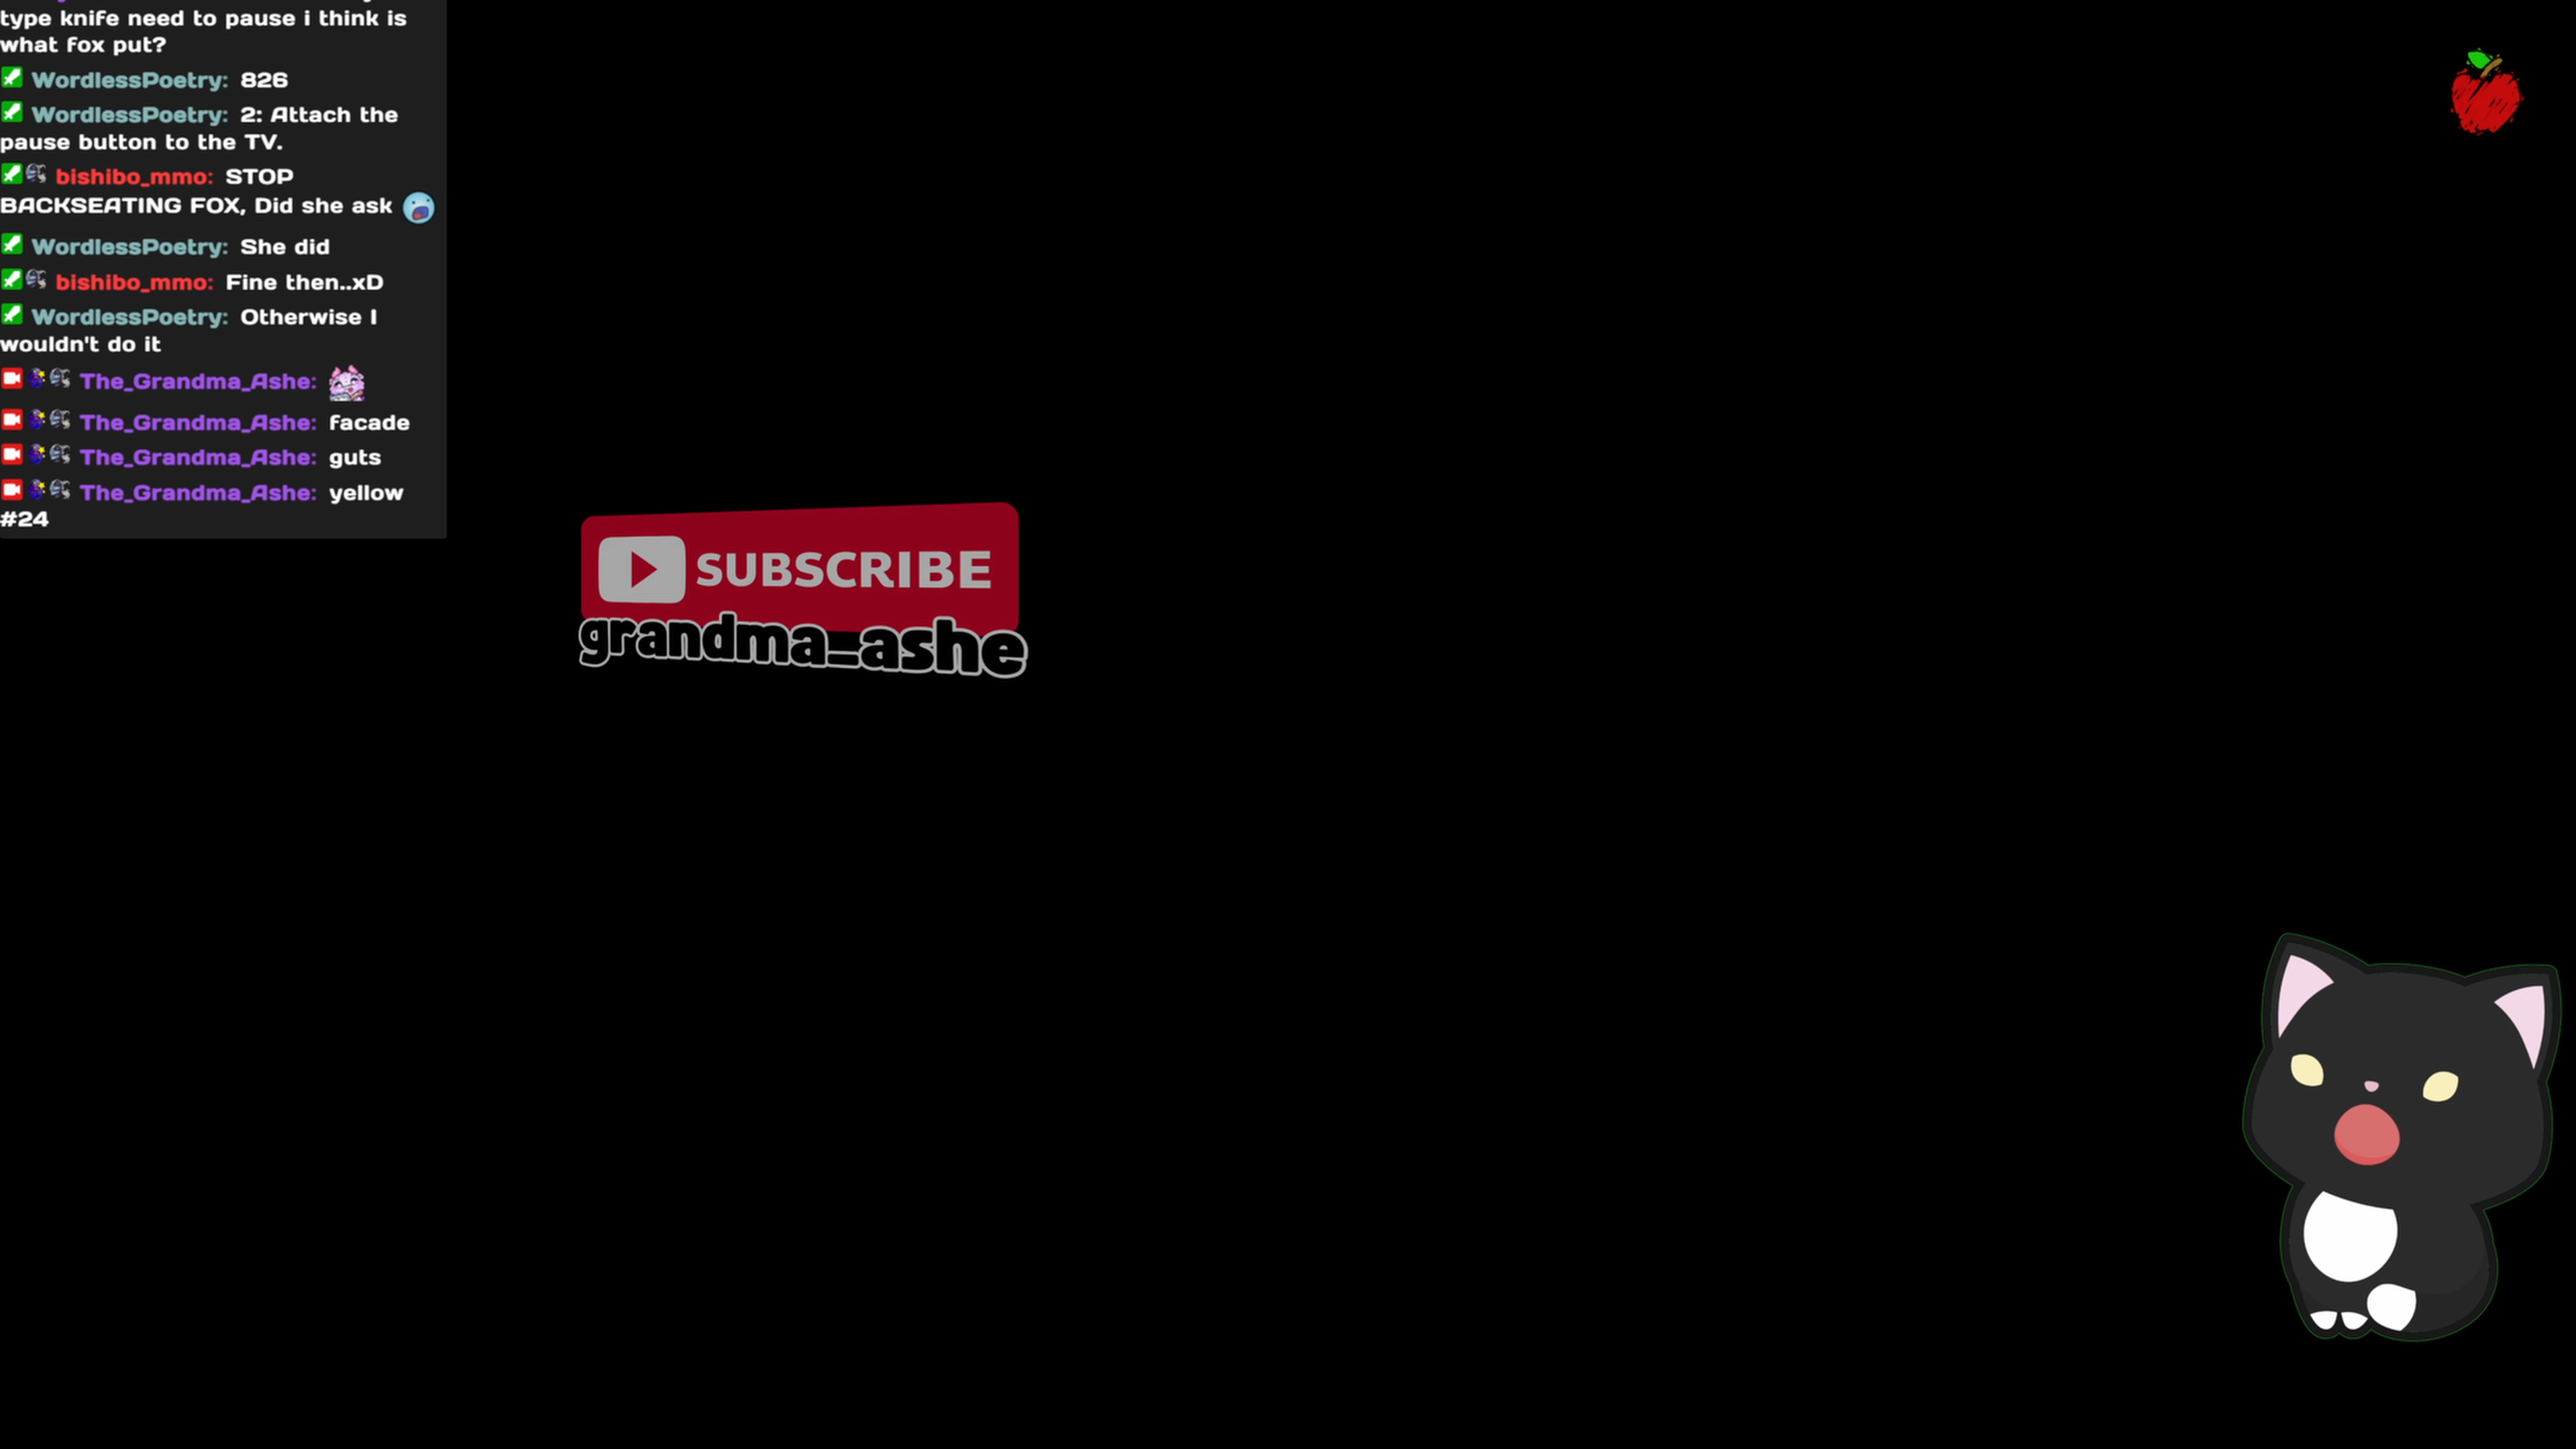 type knife need to pause i think is
what fox put?
WordlessPoetry: 826
WordlessPoetry: 2: Attach the
pause button to the TV.
bishibo_mmo: STOP
BACKSEATING FOX, Did she ask
WordlessPoetry: She did
bishibo_mmo: Fine then..xD
WordlessPoetry: Otherwise I
wouldn't do it
The_Grandma_Ashe:
The_Grandma_Ashe: facade
The_Grandma_Ashe: guts
The_Grandma_Ashe: yellow
#24
SUBSCRIBE
grandma_ashe